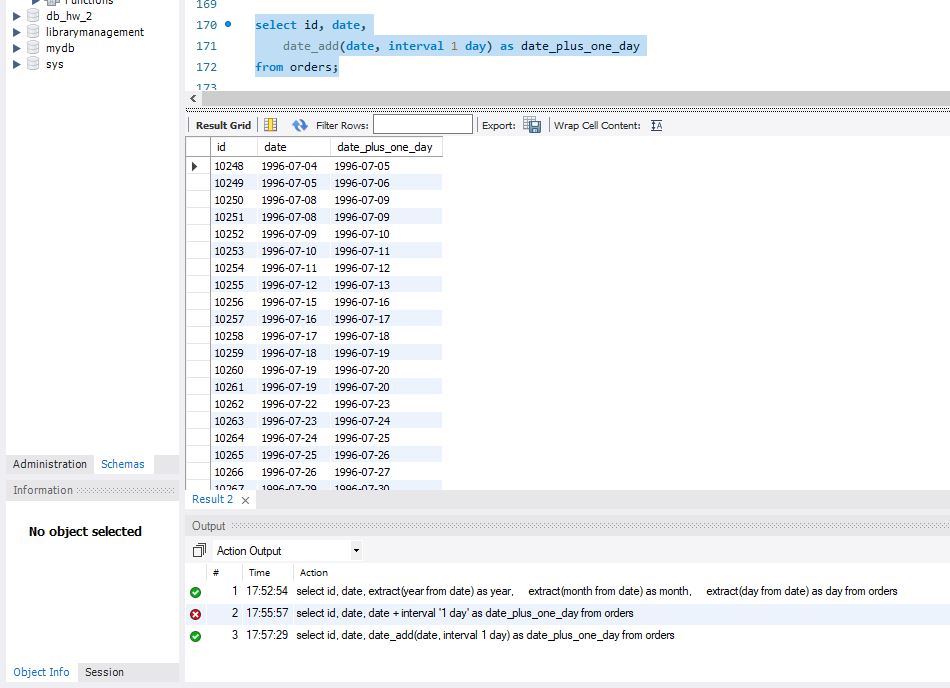 Functions
db_hw_2
librarymanagement
mydb
sys
Administration Schemas
Information
No object selected
Object Info Session
169
170 select id, date,
171 date_add(date, interval 1 day) as date_plus_one_day
172 from orders;
173
Result Grid Filter Rows: Export: Wrap Cell Content:
id date date_plus_one_day
10248 1996-07-04 1996-07-05
10249 1996-07-05 1996-07-06
10250 1996-07-08 1996-07-09
10251 1996-07-08 1996-07-09
10252 1996-07-09 1996-07-10
10253 1996-07-10 1996-07-11
10254 1996-07-11 1996-07-12
10255 1996-07-12 1996-07-13
10256 1996-07-15 1996-07-16
10257 1996-07-16 1996-07-17
10258 1996-07-17 1996-07-18
10259 1996-07-18 1996-07-19
10260 1996-07-19 1996-07-20
10261 1996-07-19 1996-07-20
10262 1996-07-22 1996-07-23
10263 1996-07-23 1996-07-24
10264 1996-07-24 1996-07-25
10265 1996-07-25 1996-07-26
10266 1996-07-26 1996-07-27
10267 1996-07-29 1996-07-30
Result 2
Output
Action Output
# Time Action
1 17:52:54 select id, date, extract(year from date) as year, extract(month from date) as month, extract(day from date) as day from orders
2 17:55:57 select id, date, date + interval '1 day' as date_plus_one_day from orders
3 17:57:29 select id, date, date_add(date, interval 1 day) as date_plus_one_day from orders